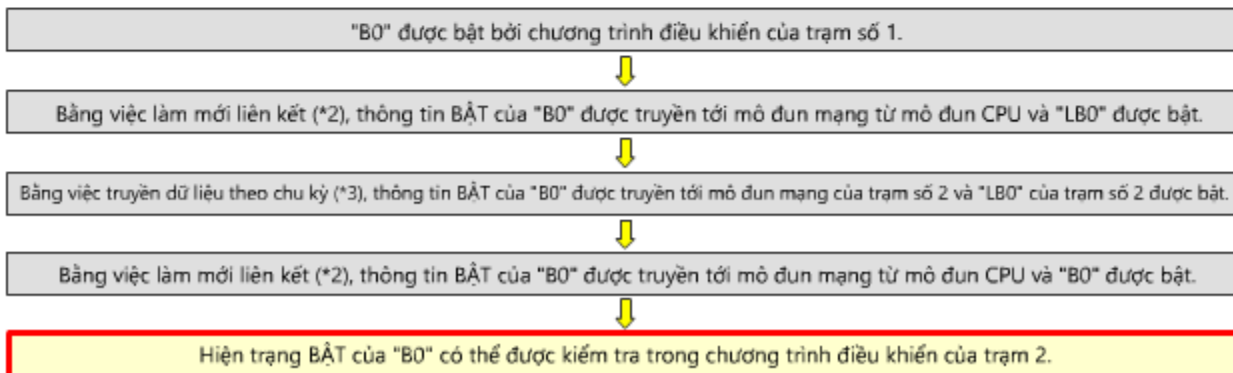 "B0" được bật bởi chương trình điều khiển của trạm số 1.
Bằng việc làm mới liên kết (*2), thông tin BẬT của "B0" được truyền tới mô đun mạng từ mô đun CPU và "LB0" được bật.
Bằng việc truyền dữ liệu theo chu kỳ (*3), thông tin BẬT của "B0" được truyền tới mô đun mạng của trạm số 2 và "LB0" của trạm số 2 được bật.
Bằng việc làm mới liên kết (*2), thông tin BẬT của "B0" được truyền tới mô đun mạng từ mô đun CPU và "B0" được bật.
Hiện trạng BẬT của "B0" có thể được kiểm tra trong chương trình điều khiển của trạm 2.